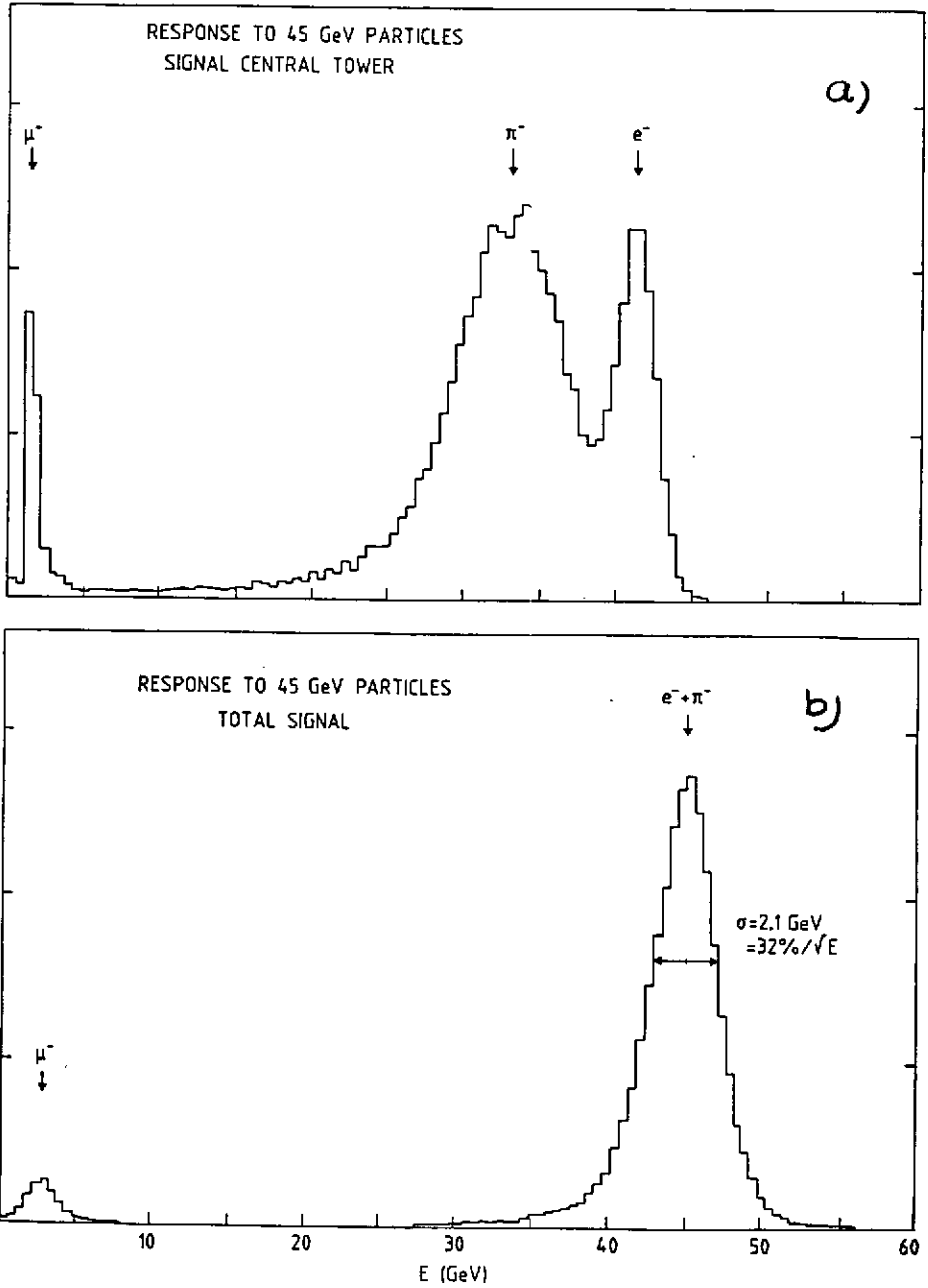 RESPONSE TO 45 GeV PARTICLES
SIGNAL CENTRAL TOWER
a)
μ⁻
π⁻
e⁻
RESPONSE TO 45 GeV PARTICLES
TOTAL SIGNAL
e⁻+π⁻
b)
σ=2.1 GeV
=32%/√E
μ⁻
10
20
30
40
50
60
E (GeV)